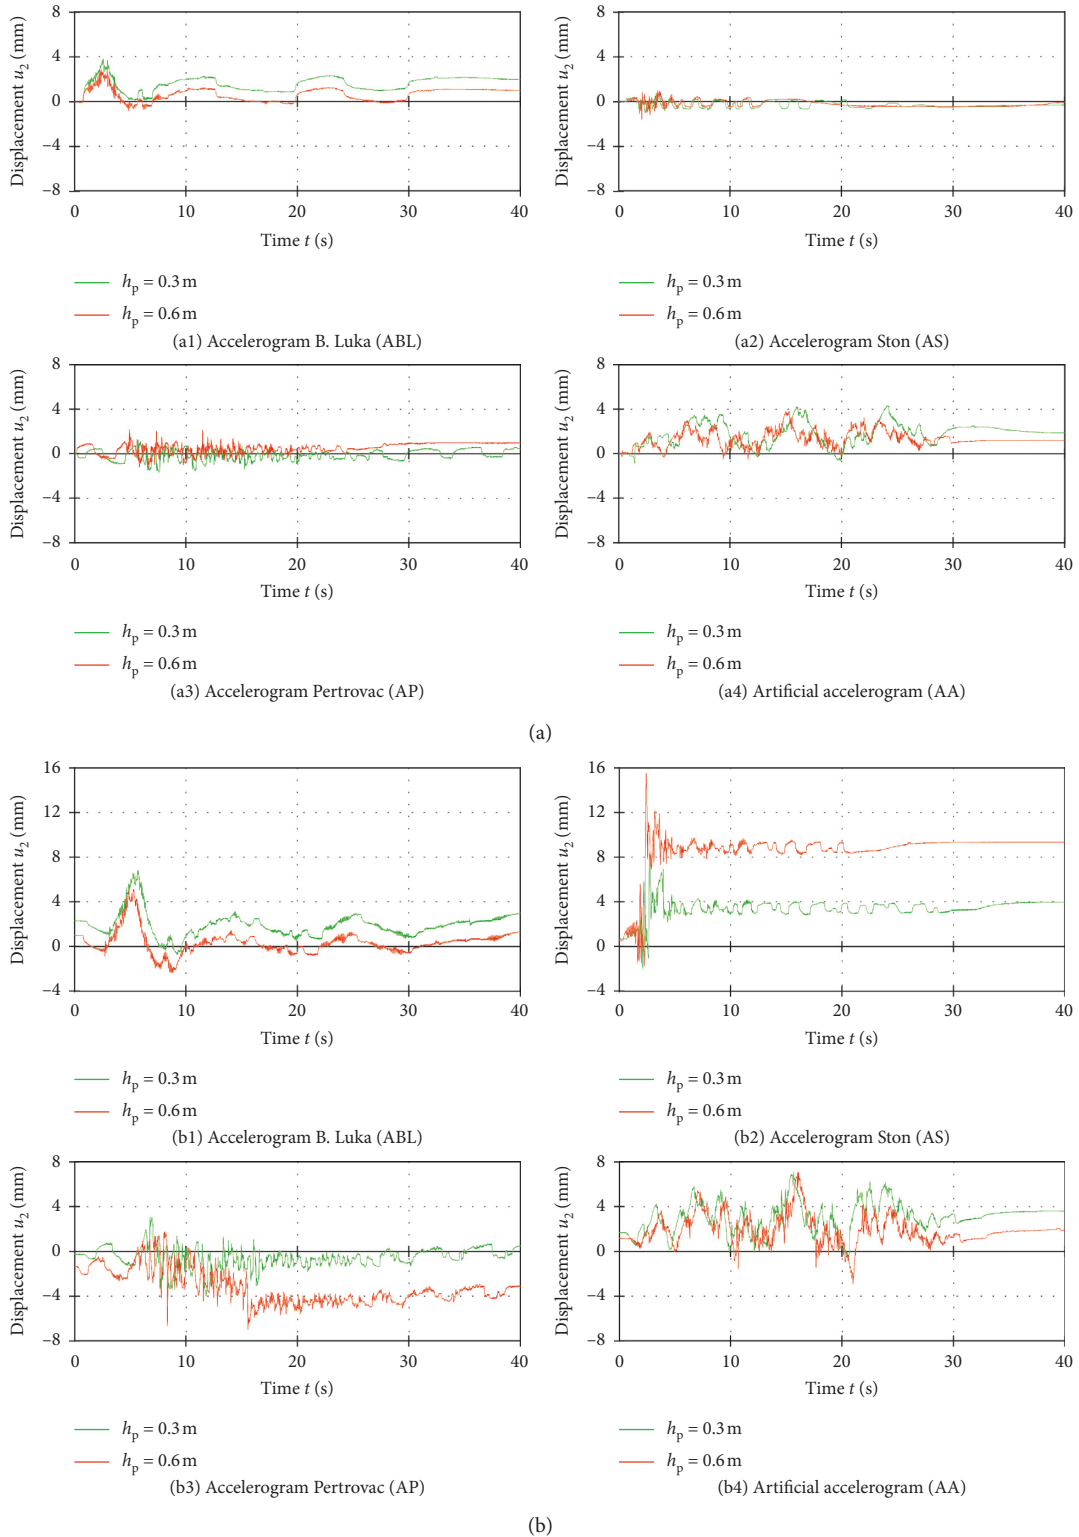 8
4
0
−4
−8
Displacement u2 (mm)
0 10 20 30 40
Time t (s)
hp = 0.3 m
hp = 0.6 m
(a1) Accelerogram B. Luka (ABL)
8
4
0
−4
−8
Displacement u2 (mm)
0 10 20 30 40
Time t (s)
hp = 0.3 m
hp = 0.6 m
(a2) Accelerogram Ston (AS)
8
4
0
−4
−8
Displacement u2 (mm)
0 10 20 30 40
Time t (s)
hp = 0.3 m
hp = 0.6 m
(a3) Accelerogram Pertrovac (AP)
8
4
0
−4
−8
Displacement u2 (mm)
0 10 20 30 40
Time t (s)
hp = 0.3 m
hp = 0.6 m
(a4) Artificial accelerogram (AA)
(a)
16
12
8
4
0
−4
Displacement u2 (mm)
0 10 20 30 40
Time t (s)
hp = 0.3 m
hp = 0.6 m
(b1) Accelerogram B. Luka (ABL)
16
12
8
4
0
−4
Displacement u2 (mm)
0 10 20 30 40
Time t (s)
hp = 0.3 m
hp = 0.6 m
(b2) Accelerogram Ston (AS)
8
4
0
−4
−8
Displacement u2 (mm)
0 10 20 30 40
Time t (s)
hp = 0.3 m
hp = 0.6 m
(b3) Accelerogram Pertrovac (AP)
8
4
0
−4
−8
Displacement u2 (mm)
0 10 20 30 40
Time t (s)
hp = 0.3 m
hp = 0.6 m
(b4) Artificial accelerogram (AA)
(b)